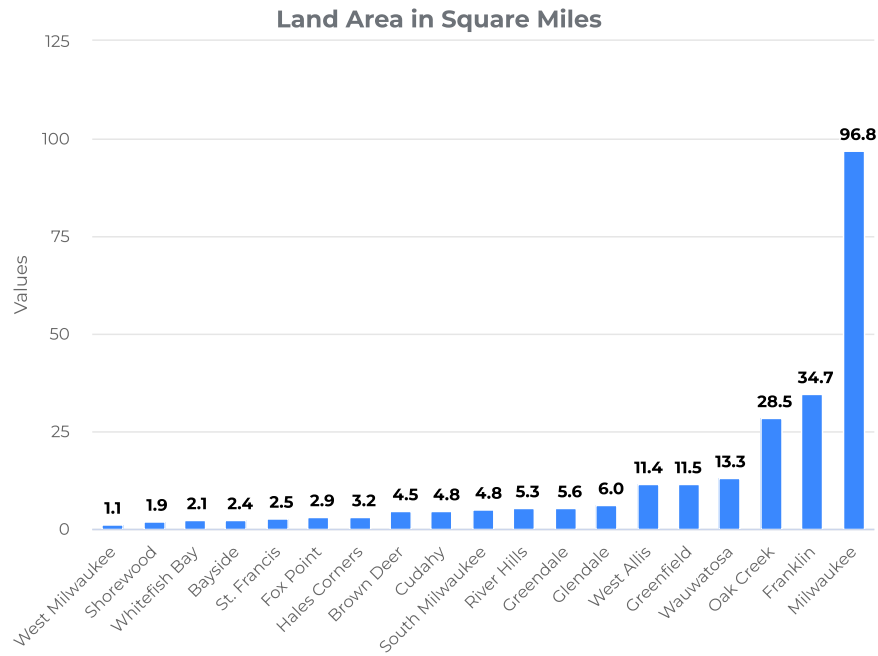 Land Area in Square Miles
125
100
75
50
25
0
Values
1.1
1.9
2.1
2.4
2.5
2.9
3.2
4.5
4.8
4.8
5.3
5.6
6.0
11.4
11.5
13.3
28.5
34.7
96.8
West Milwaukee
Shorewood
Whitefish Bay
Bayside
St. Francis
Fox Point
Hales Corners
Brown Deer
Cudahy
South Milwaukee
River Hills
Greendale
Glendale
West Allis
Greenfield
Wauwatosa
Oak Creek
Franklin
Milwaukee